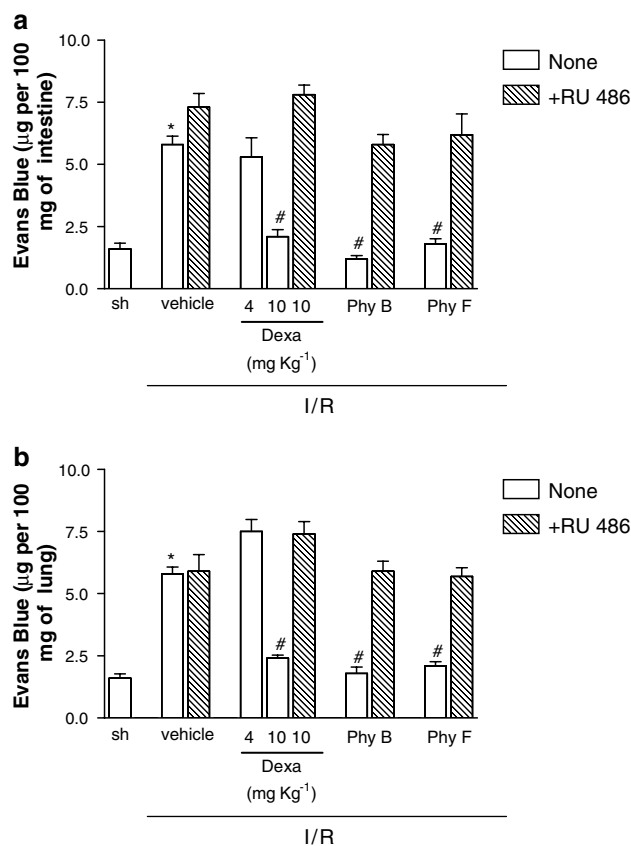 a
Evans Blue (μg per 100
mg of intestine)
10.0
7.5
5.0
2.5
0.0
*
#
#
#
None
+RU 486
sh
vehicle
4 10 10
Phy B
Phy F
Dexa
(mg Kg⁻¹)
I/R
b
Evans Blue (μg per 100
mg of lung)
10.0
7.5
5.0
2.5
0.0
*
#
#
#
None
+RU 486
sh
vehicle
4 10 10
Phy B
Phy F
Dexa
(mg Kg⁻¹)
I/R